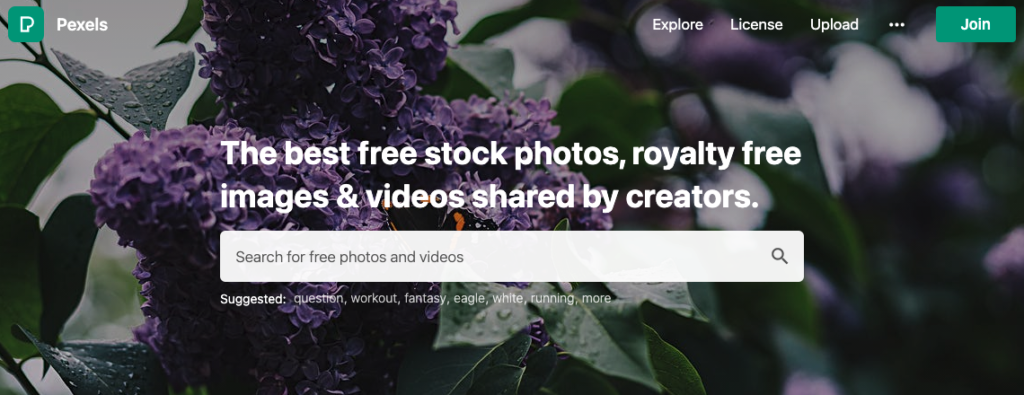 Pexels
Explore
License
Upload
Join
The best free stock photos, royalty free
images & videos shared by creators.
Search for free photos and videos
Suggested: question, workout, fantasy, eagle, white, running, more